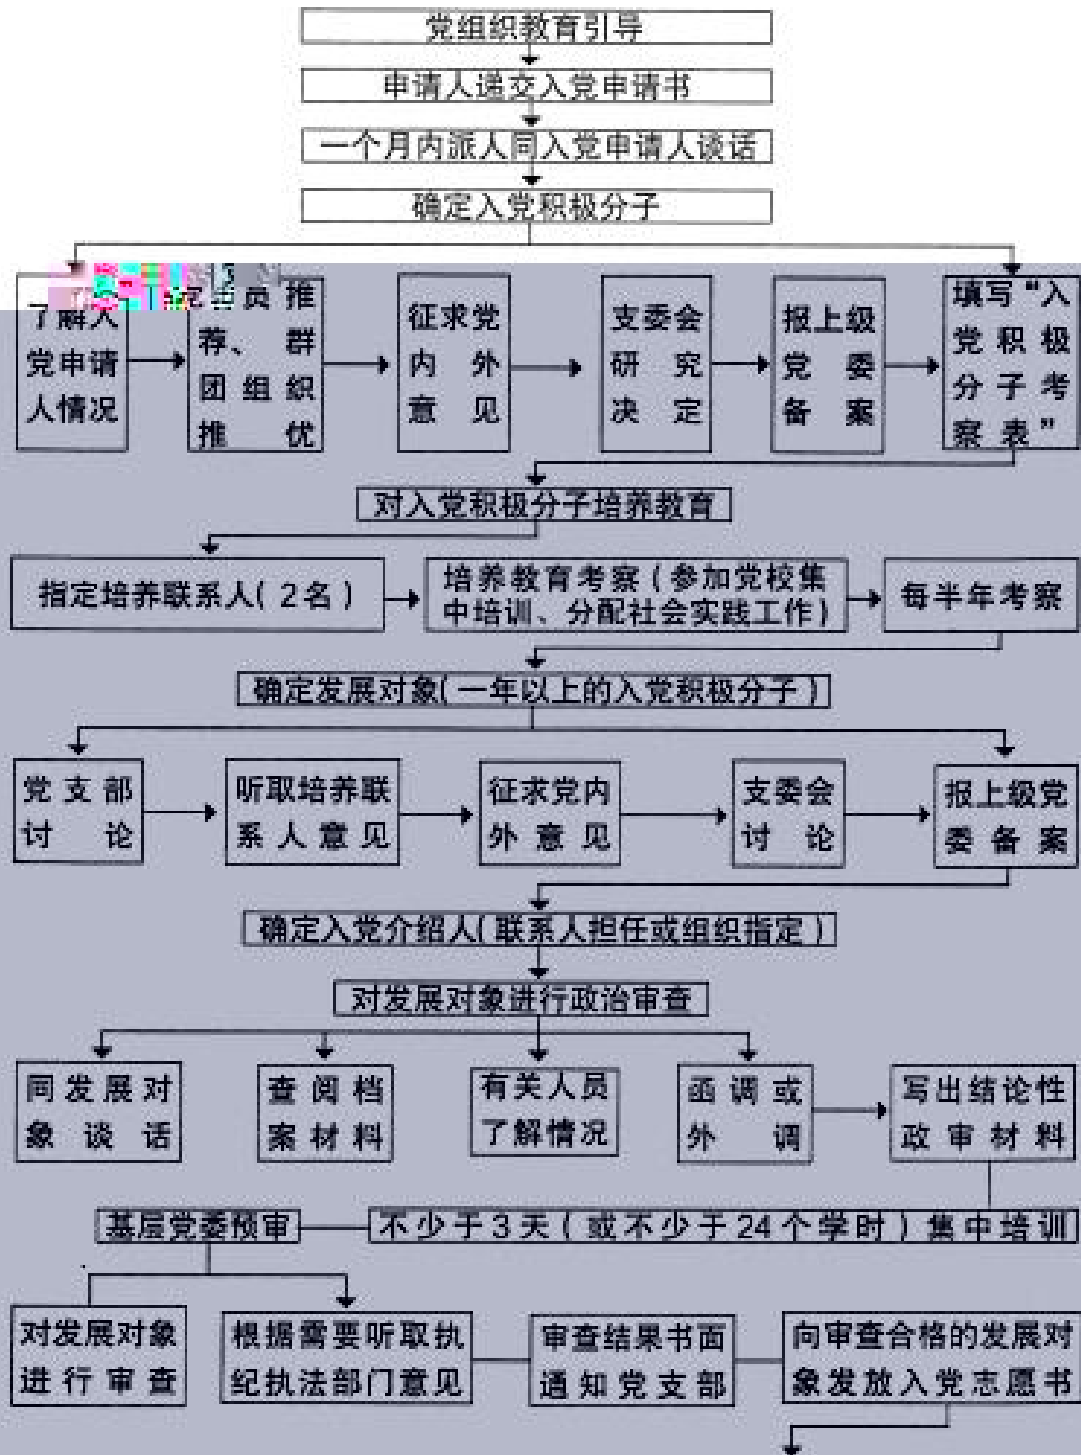 党组织教育引导
申请人递交入党申请书
一个月内派人同入党申请人谈话
确定入党积极分子
了解入
党申请
人情况
员推
荐、群
团组织
推优
征求党
内外
意见
支委会
研究
决定
报上级
党委
备案
填写“入
党积极
分子考
察表”
对入党积极分子培养教育
指定培养联系人(2名)
培养教育考察(参加党校集
中培训、分配社会实践工作)
每半年考察
确定发展对象(一年以上的入党积极分子)
党支部
讨论
听取培养联
系人意见
征求党内
外意见
支委会
讨论
报上级党
委备案
确定入党介绍人(联系人担任或组织指定)
对发展对象进行政治审查
同发展对
象谈话
查阅档
案材料
有关人员
了解情况
函调或
外调
写出结论性
政审材料
基层党委预审
不少于3天(或不少于24个学时)集中培训
对发展对象
进行审查
根据需要听取执
纪执法部门意见
审查结果书面
通知党支部
向审查合格的发展对
象发放入党志愿书